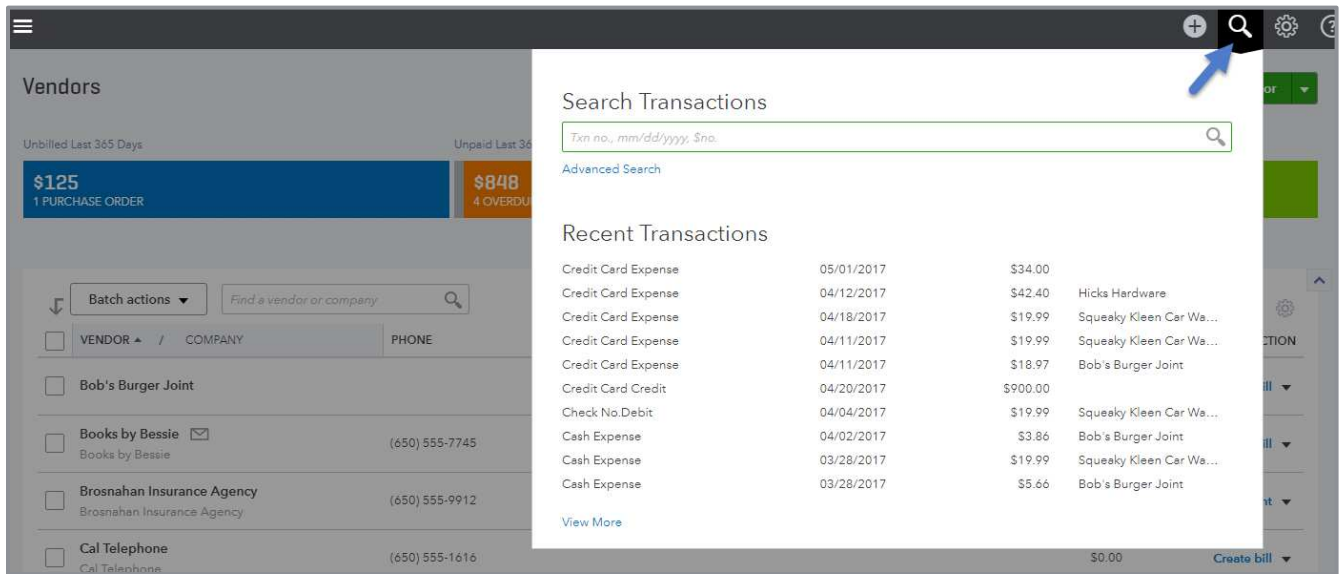 Vendors
or
Search Transactions
Txn no., mm/dd/yyyy, $no.
Advanced Search
Unbilled Last 365 Days
Unpaid Last 36
$125
1 PURCHASE ORDER
$848
4 OVERDU
Recent Transactions
Credit Card Expense 05/01/2017 $34.00
Credit Card Expense 04/12/2017 $42.40 Hicks Hardware
Credit Card Expense 04/18/2017 $19.99 Squeaky Kleen Car Wa...
Credit Card Expense 04/11/2017 $19.99 Squeaky Kleen Car Wa...
Credit Card Expense 04/11/2017 $18.97 Bob's Burger Joint
Credit Card Credit 04/20/2017 $900.00
Check No.Debit 04/04/2017 $19.99 Squeaky Kleen Car Wa...
Cash Expense 04/02/2017 $3.86 Bob's Burger Joint
Cash Expense 03/28/2017 $19.99 Squeaky Kleen Car Wa...
Cash Expense 03/28/2017 $5.66 Bob's Burger Joint
View More
Batch actions
Find a vendor or company
VENDOR / COMPANY PHONE CTION
Bob's Burger Joint ill
Books by Bessie (650) 555-7745 ill
Books by Bessie
Brosnahan Insurance Agency (650) 555-9912 nt
Brosnahan Insurance Agency
Cal Telephone (650) 555-1616 $0.00 Create bill
Cal Telephone